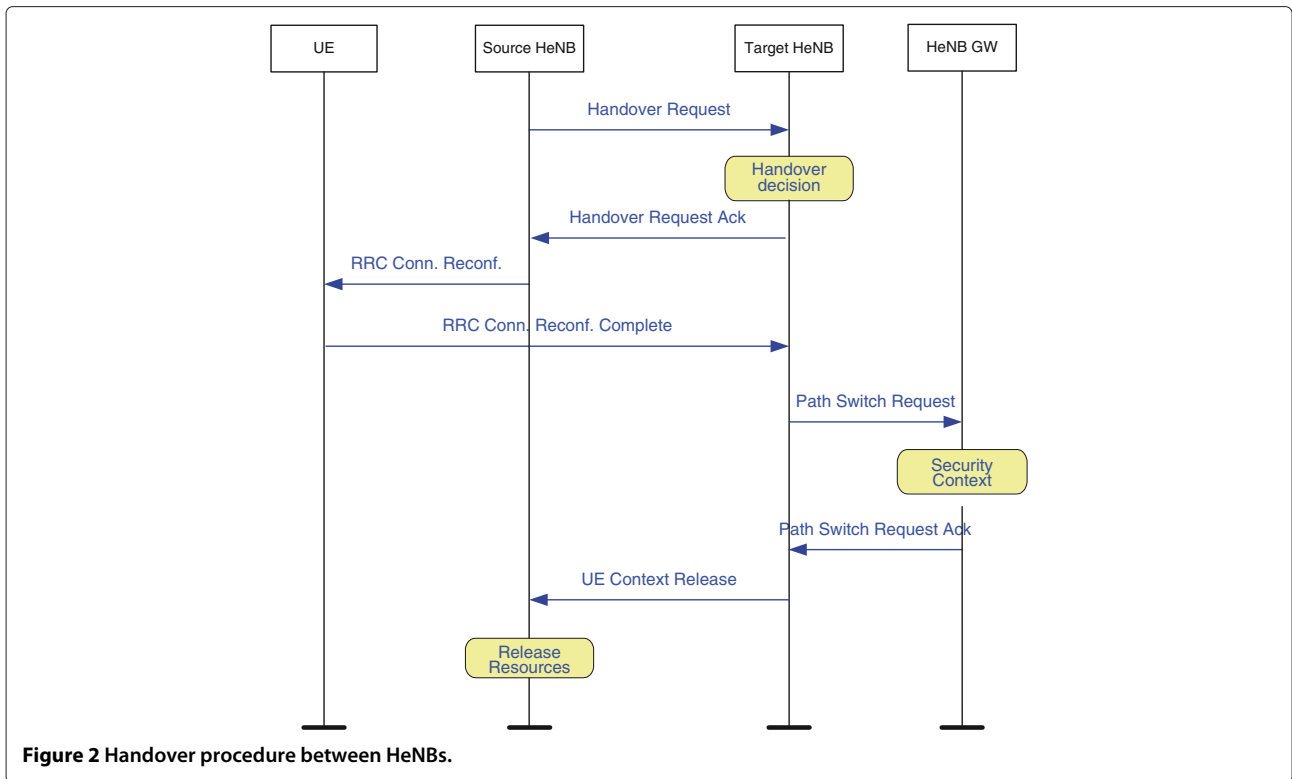 UE
Source HeNB
Target HeNB
HeNB GW
Handover Request
Handover
decision
Handover Request Ack
RRC Conn. Reconf.
RRC Conn. Reconf. Complete
Path Switch Request
Security
Context
Path Switch Request Ack
UE Context Release
Release
Resources
Figure 2 Handover procedure between HeNBs.